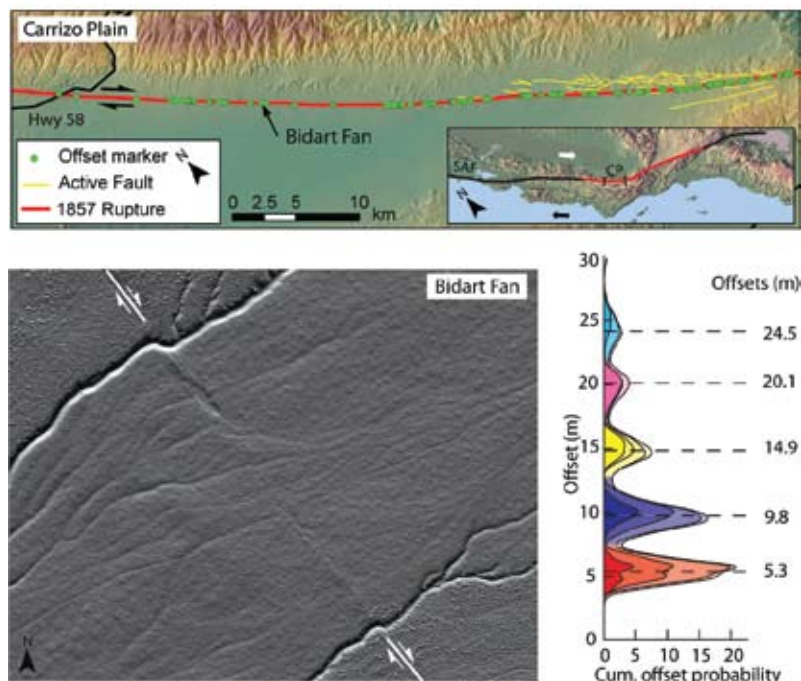 Carrizo Plain
Hwy 58
Bidart Fan
Offset marker
Active Fault
1857 Rupture
N
0 2.5 5 10
km
SAF
CP
N
Bidart Fan
N
30
25
20
15
10
5
0
Offset (m)
Offsets (m)
24.5
20.1
14.9
9.8
5.3
0 5 10 15 20
Cum. offset probability